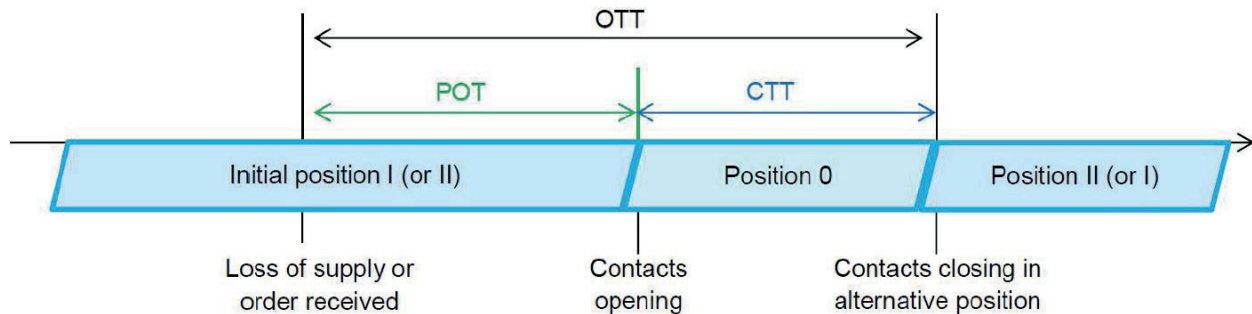 OTT
POT
CTT
Initial position I (or II)
Position 0
Position II (or I)
Loss of supply or
order received
Contacts
opening
Contacts closing in
alternative position